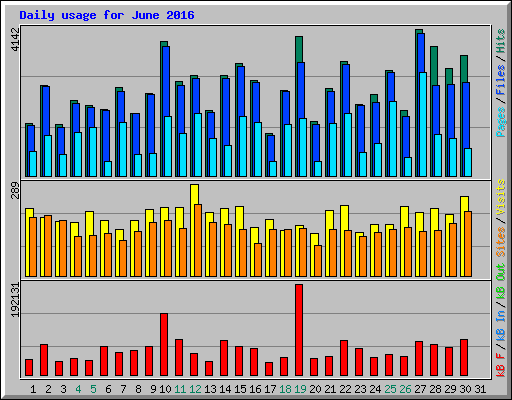 Daily usage for June 2016
4142
Pages / Files / Hits
289
Sites / Visits
192131
kB F / kB In / kB Out
1 2 3 4 5 6 7 8 9 10 11 12 13 14 15 16 17 18 19 20 21 22 23 24 25 26 27 28 29 30 31